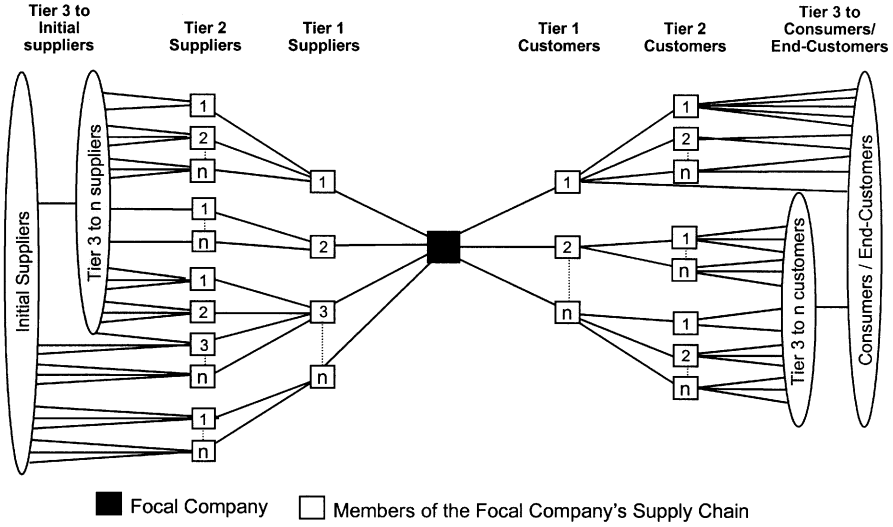 Tier 3 to
Initial
suppliers
Tier 2
Suppliers
Tier 1
Suppliers
Tier 1
Customers
Tier 2
Customers
Tier 3 to
Consumers/
End-Customers
Initial Suppliers
Tier 3 to n suppliers
1
2
n
1
n
1
2
3
n
1
n
1
2
3
n
1
2
n
1
2
n
1
n
1
2
n
Tier 3 to n customers
Consumers / End-Customers
Focal Company
Members of the Focal Company's Supply Chain